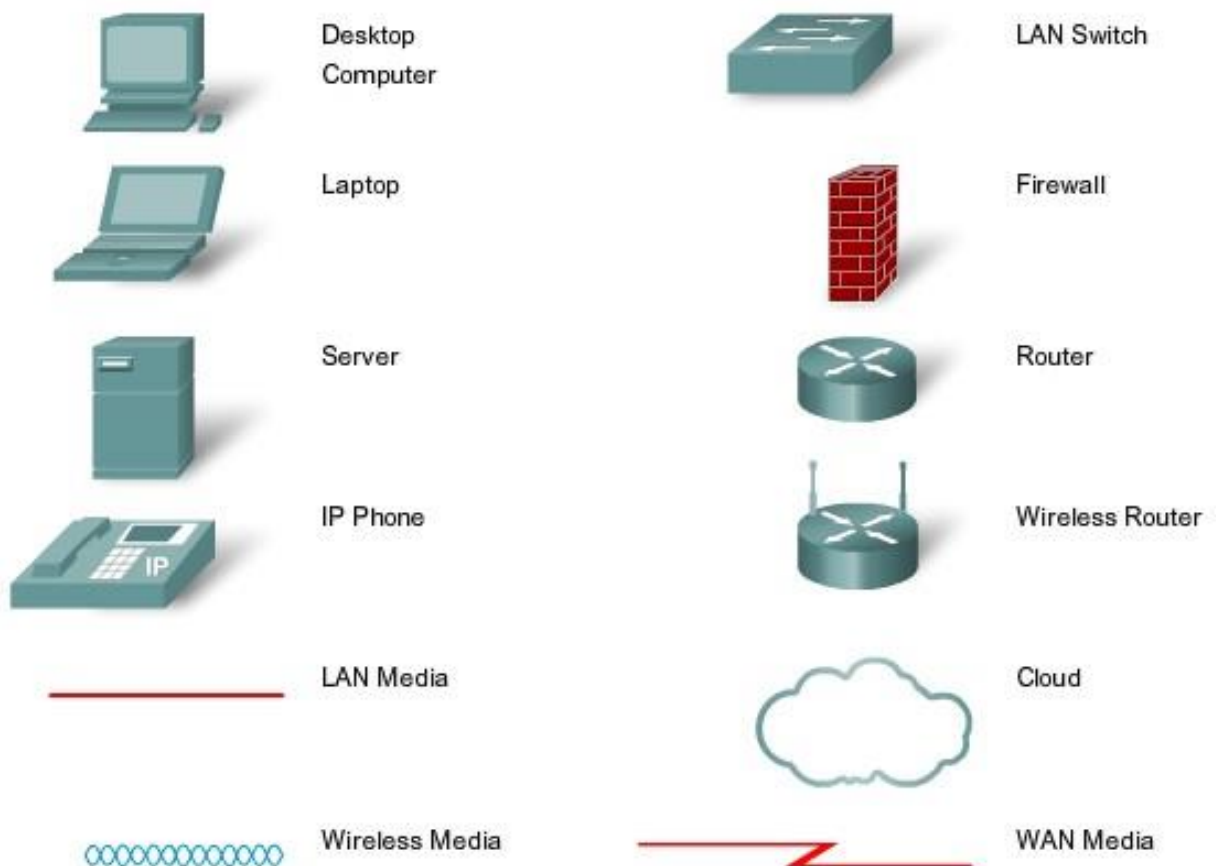 Desktop
Computer
LAN Switch
Laptop
Firewall
Server
Router
IP Phone
IP
Wireless Router
LAN Media
Cloud
Wireless Media
WAN Media